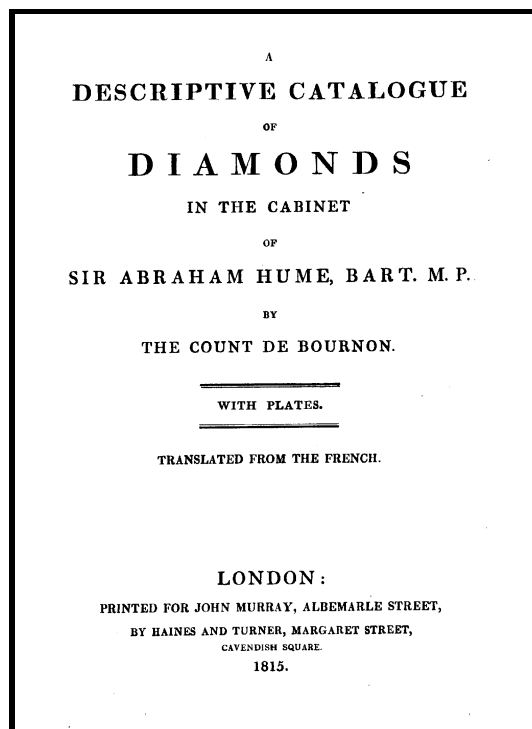 A
DESCRIPTIVE CATALOGUE
OF
DIAMONDS
IN THE CABINET
OF
SIR ABRAHAM HUME, BART. M. P.
BY
THE COUNT DE BOURNON.
WITH PLATES.
TRANSLATED FROM THE FRENCH.
LONDON:
PRINTED FOR JOHN MURRAY, ALBEMARLE STREET,
BY HAINES AND TURNER, MARGARET STREET,
CAVENDISH SQUARE.
1815.